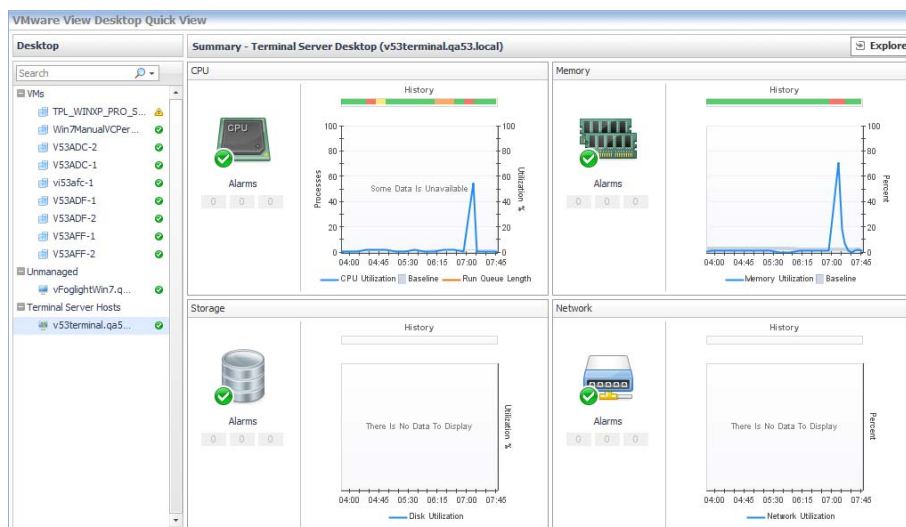 VMware View Desktop Quick View
Desktop
Summary - Terminal Server Desktop (v53terminal.qa53.local)
Explore
Search
VMs
TPL_WINXP_PRO_S...
Win7ManualVCPer...
V53ADC-2
V53ADC-1
vi53afc-1
V53ADF-1
V53ADF-2
V53AFF-1
V53AFF-2
Unmanaged
vFoglightWin7.q...
Terminal Server Hosts
v53terminal.qa5...
CPU
CPU
Alarms
0 0 0
History
100 100
80 80
60 60
40 40
20 20
0 0
Processes
Utilization %
Some Data Is Unavailable
04:00 04:45 05:30 06:15 07:00 07:45
CPU Utilization Baseline Run Queue Length
Memory
Alarms
0 0 0
History
100 100
80 80
60 60
40 40
20 20
0 0
Percent
04:00 04:45 05:30 06:15 07:00 07:45
Memory Utilization Baseline
Storage
Alarms
0 0 0
History
There Is No Data To Display
Utilization %
04:00 04:45 05:30 06:15 07:00 07:45
Disk Utilization
Network
Alarms
0 0 0
History
There Is No Data To Display
Percent
04:00 04:45 05:30 06:15 07:00 07:45
Network Utilization